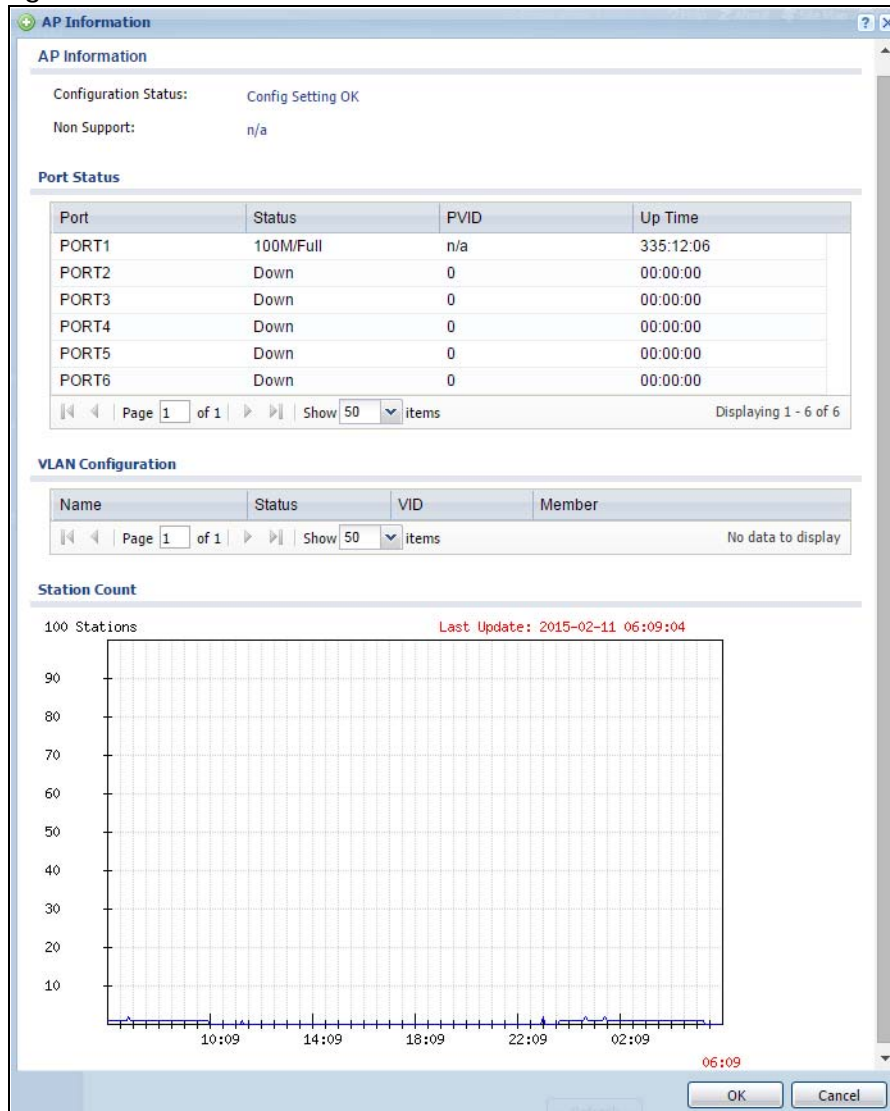 AP Information
AP Information
Configuration Status: Config Setting OK
Non Support: n/a
Port Status
Port Status PVID Up Time
PORT1 100M/Full n/a 335:12:06
PORT2 Down 0 00:00:00
PORT3 Down 0 00:00:00
PORT4 Down 0 00:00:00
PORT5 Down 0 00:00:00
PORT6 Down 0 00:00:00
Page 1 of 1 Show 50 items Displaying 1 - 6 of 6
VLAN Configuration
Name Status VID Member
Page 1 of 1 Show 50 items No data to display
Station Count
100 Stations Last Update: 2015-02-11 06:09:04
90
80
70
60
50
40
30
20
10
10:09 14:09 18:09 22:09 02:09
06:09
OK Cancel